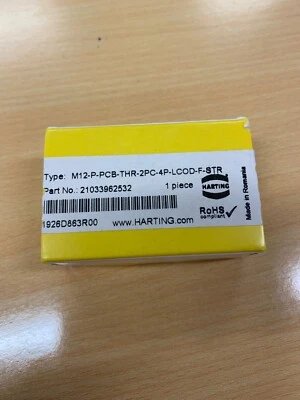 Type: M12-P-PCB-THR-2PC-4P-LCOD-F-STR
Part No.: 21033962532
1 piece
HARTING
RoHS
compliant
1926D863R00
www.HARTING.com
Made in Romania